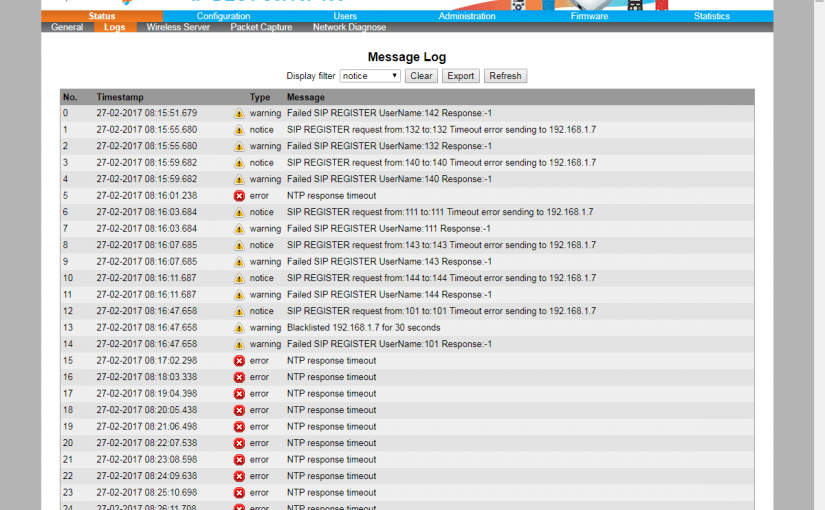 Status Configuration Users Administration Firmware Statistics
General Logs Wireless Server Packet Capture Network Diagnose
Message Log
Display filter notice Clear Export Refresh
No. Timestamp Type Message
0 27-02-2017 08:15:51.679 warning Failed SIP REGISTER UserName:142 Response:-1
1 27-02-2017 08:15:55.680 notice SIP REGISTER request from:132 to:132 Timeout error sending to 192.168.1.7
2 27-02-2017 08:15:55.680 warning Failed SIP REGISTER UserName:132 Response:-1
3 27-02-2017 08:15:59.682 notice SIP REGISTER request from:140 to:140 Timeout error sending to 192.168.1.7
4 27-02-2017 08:15:59.682 warning Failed SIP REGISTER UserName:140 Response:-1
5 27-02-2017 08:16:01.238 error NTP response timeout
6 27-02-2017 08:16:03.684 notice SIP REGISTER request from:111 to:111 Timeout error sending to 192.168.1.7
7 27-02-2017 08:16:03.684 warning Failed SIP REGISTER UserName:111 Response:-1
8 27-02-2017 08:16:07.685 notice SIP REGISTER request from:143 to:143 Timeout error sending to 192.168.1.7
9 27-02-2017 08:16:07.685 warning Failed SIP REGISTER UserName:143 Response:-1
10 27-02-2017 08:16:11.687 notice SIP REGISTER request from:144 to:144 Timeout error sending to 192.168.1.7
11 27-02-2017 08:16:11.687 warning Failed SIP REGISTER UserName:144 Response:-1
12 27-02-2017 08:16:47.658 notice SIP REGISTER request from:101 to:101 Timeout error sending to 192.168.1.7
13 27-02-2017 08:16:47.658 warning Blacklisted 192.168.1.7 for 30 seconds
14 27-02-2017 08:16:47.658 warning Failed SIP REGISTER UserName:101 Response:-1
15 27-02-2017 08:17:02.298 error NTP response timeout
16 27-02-2017 08:18:03.338 error NTP response timeout
17 27-02-2017 08:19:04.398 error NTP response timeout
18 27-02-2017 08:20:05.438 error NTP response timeout
19 27-02-2017 08:21:06.498 error NTP response timeout
20 27-02-2017 08:22:07.538 error NTP response timeout
21 27-02-2017 08:23:08.598 error NTP response timeout
22 27-02-2017 08:24:09.638 error NTP response timeout
23 27-02-2017 08:25:10.698 error NTP response timeout
24 27-02-2017 08:26:11.708 error NTP response timeout